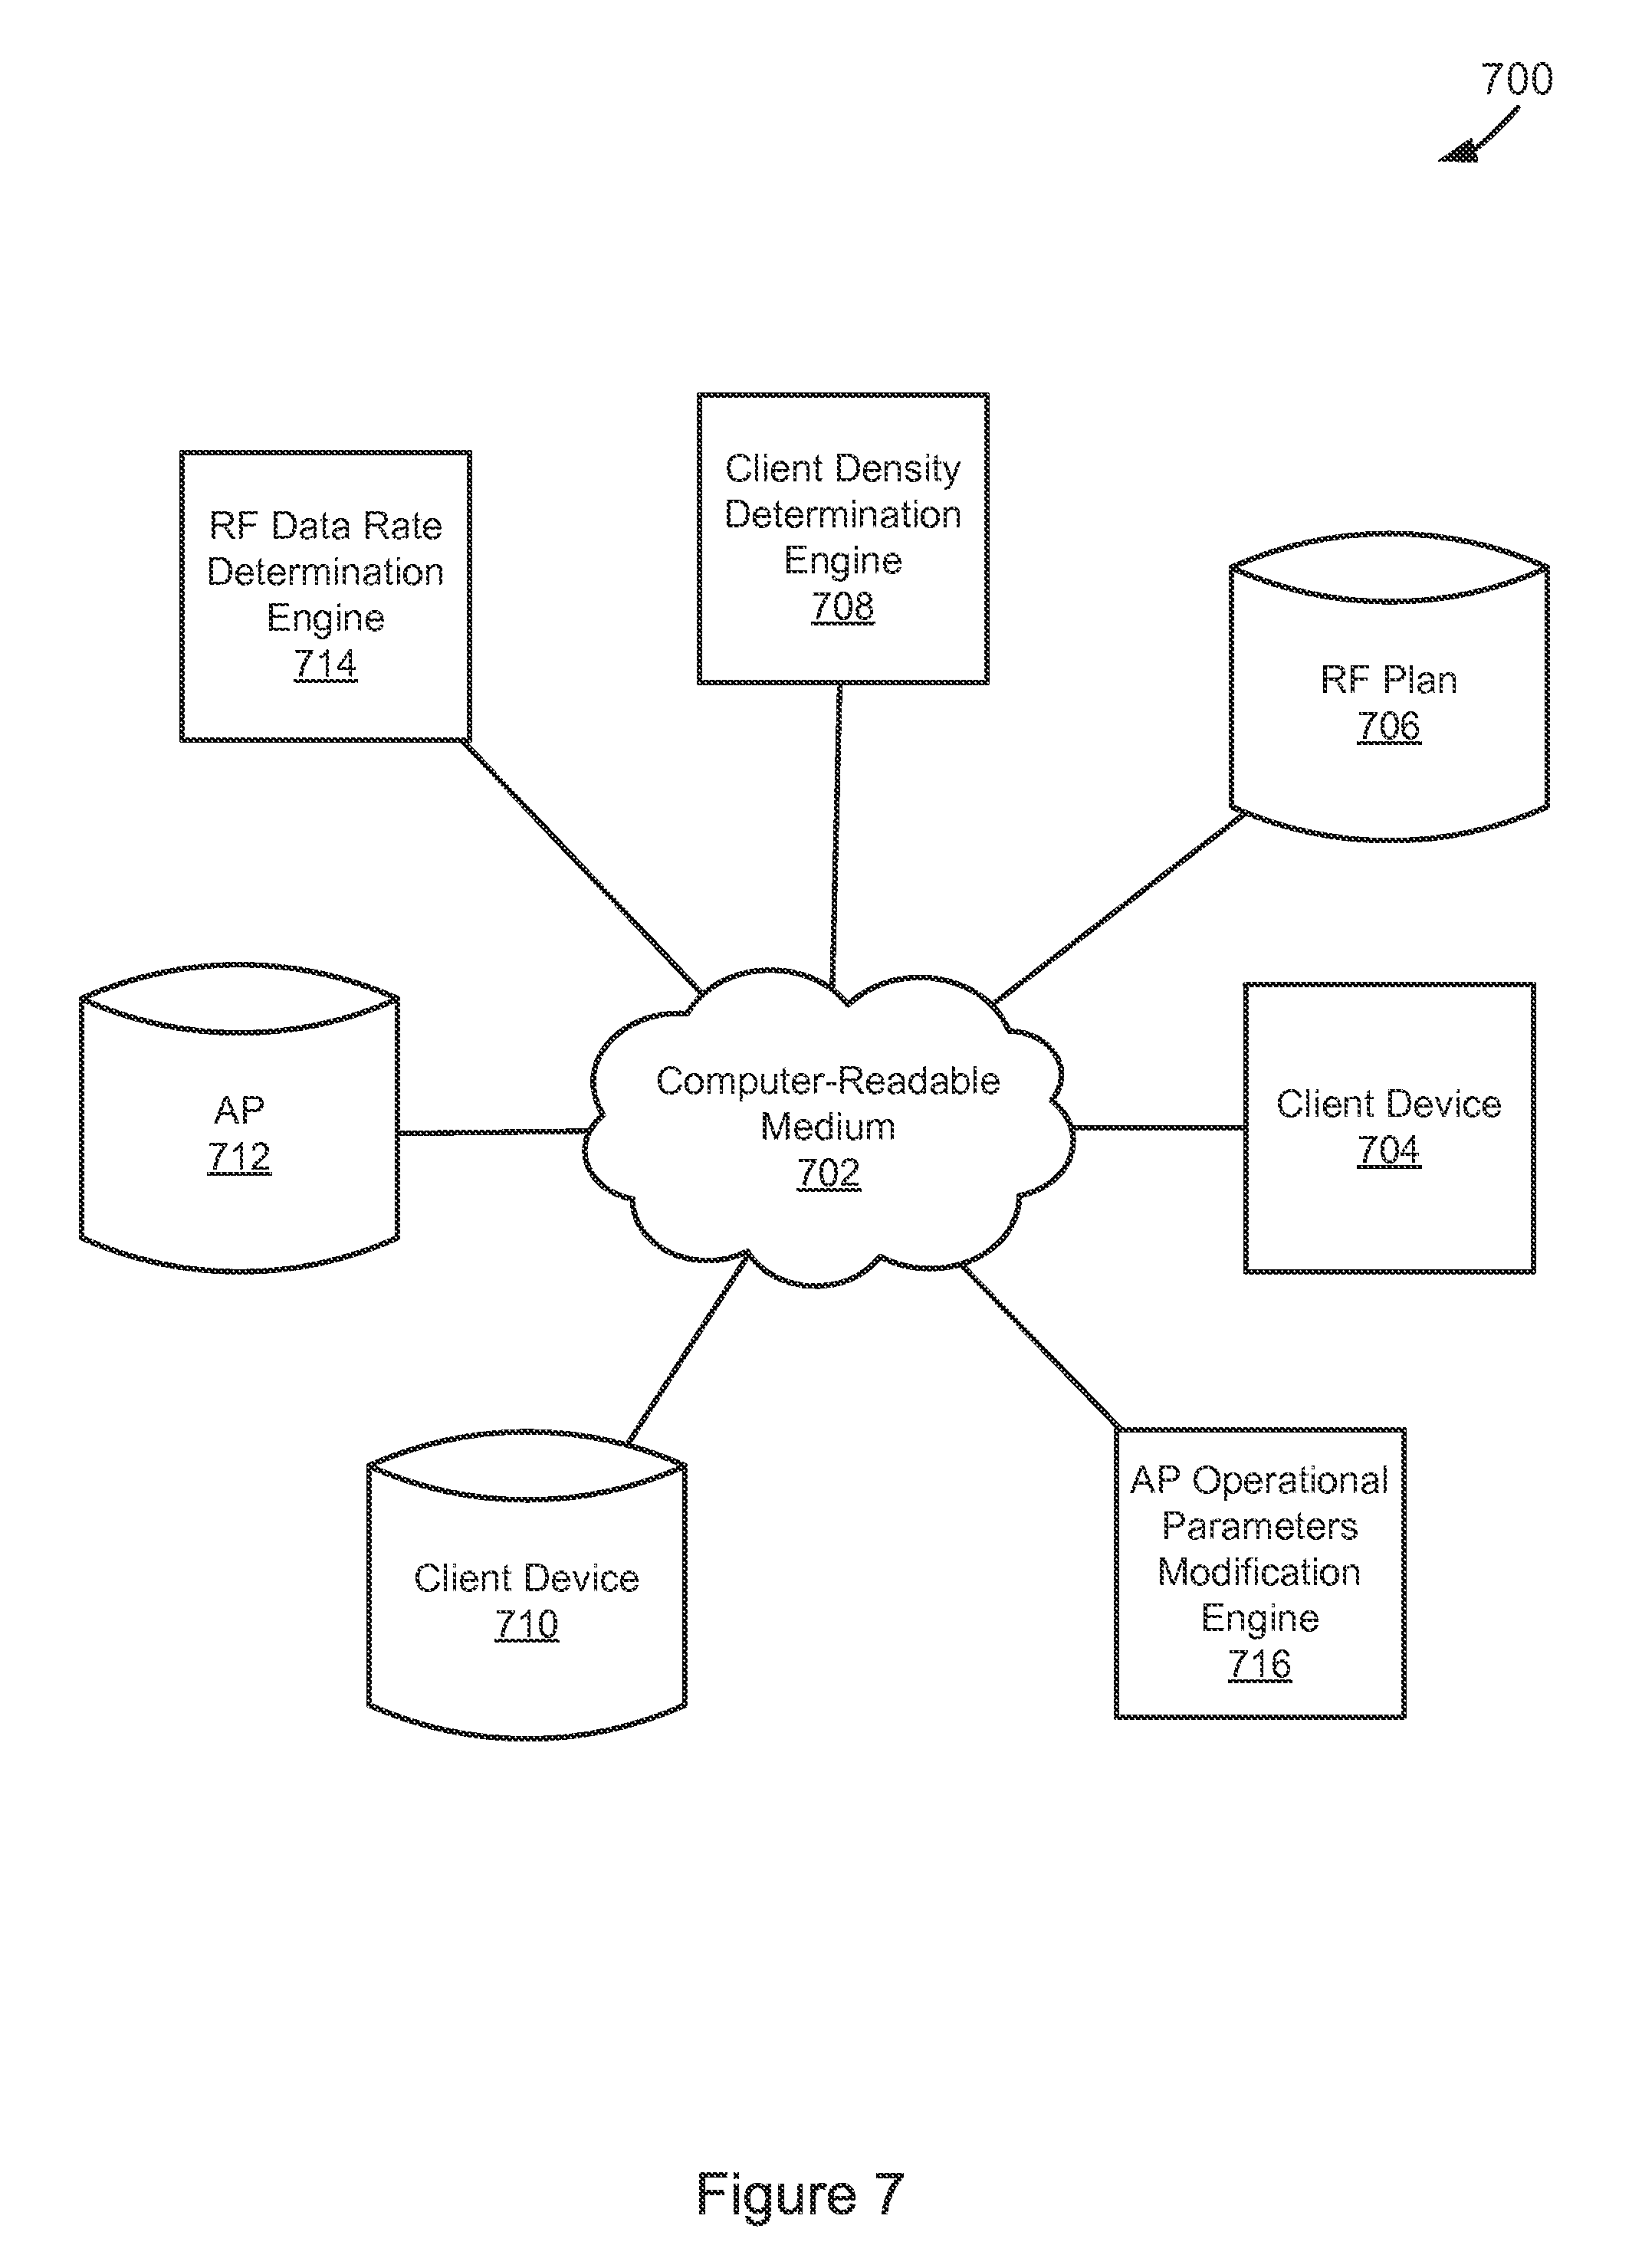 700
Client Density
Determination
Engine
708
RF Data Rate
Determination
Engine
714
RF Plan
706
AP
712
Computer-Readable
Medium
702
Client Device
704
Client Device
710
AP Operational
Parameters
Modification
Engine
716
Figure 7